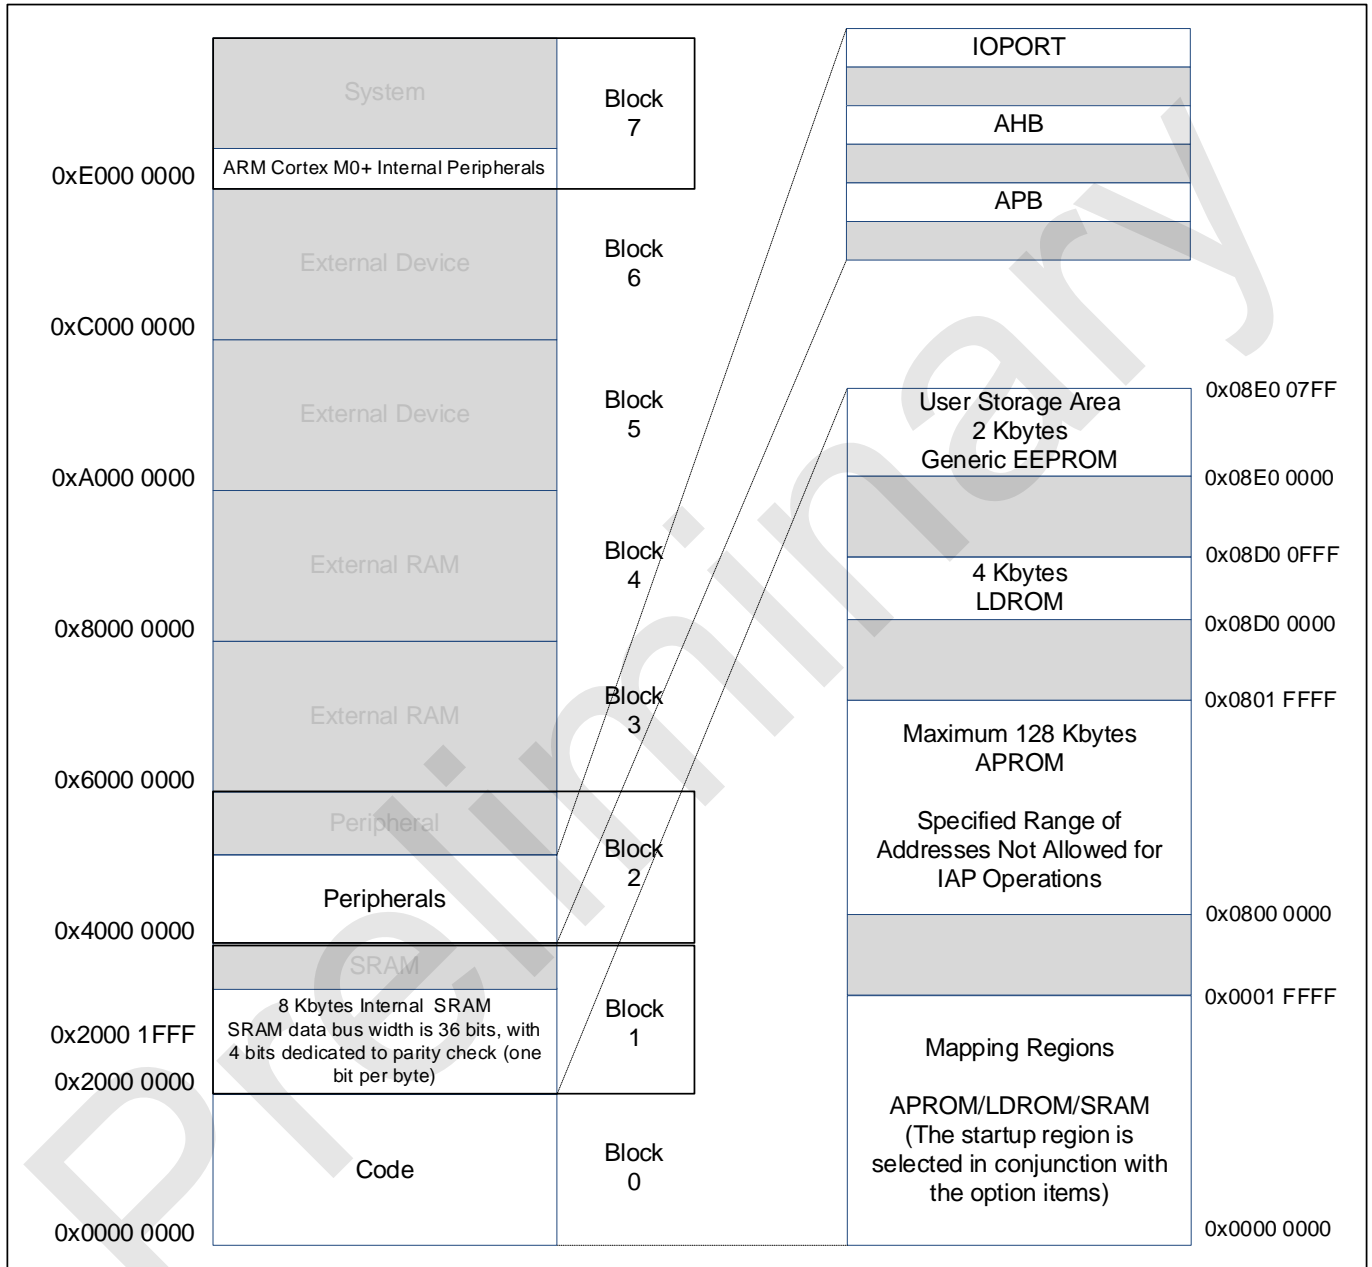 System
Block
7
ARM Cortex M0+ Internal Peripherals
0xE000 0000
External Device
Block
6
0xC000 0000
External Device
Block
5
0xA000 0000
External RAM
Block
4
0x8000 0000
External RAM
Block
3
0x6000 0000
Peripheral
Block
2
Peripherals
0x4000 0000
SRAM
8 Kbytes Internal SRAM
SRAM data bus width is 36 bits, with
4 bits dedicated to parity check (one
bit per byte)
Block
1
0x2000 1FFF
0x2000 0000
Code
Block
0
0x0000 0000
IOPORT
AHB
APB
User Storage Area
2 Kbytes
Generic EEPROM
0x08E0 07FF
0x08E0 0000
0x08D0 0FFF
4 Kbytes
LDROM
0x08D0 0000
0x0801 FFFF
Maximum 128 Kbytes
APROM
Specified Range of
Addresses Not Allowed for
IAP Operations
0x0800 0000
0x0001 FFFF
Mapping Regions
APROM/LDROM/SRAM
(The startup region is
selected in conjunction with
the option items)
0x0000 0000
Preliminary